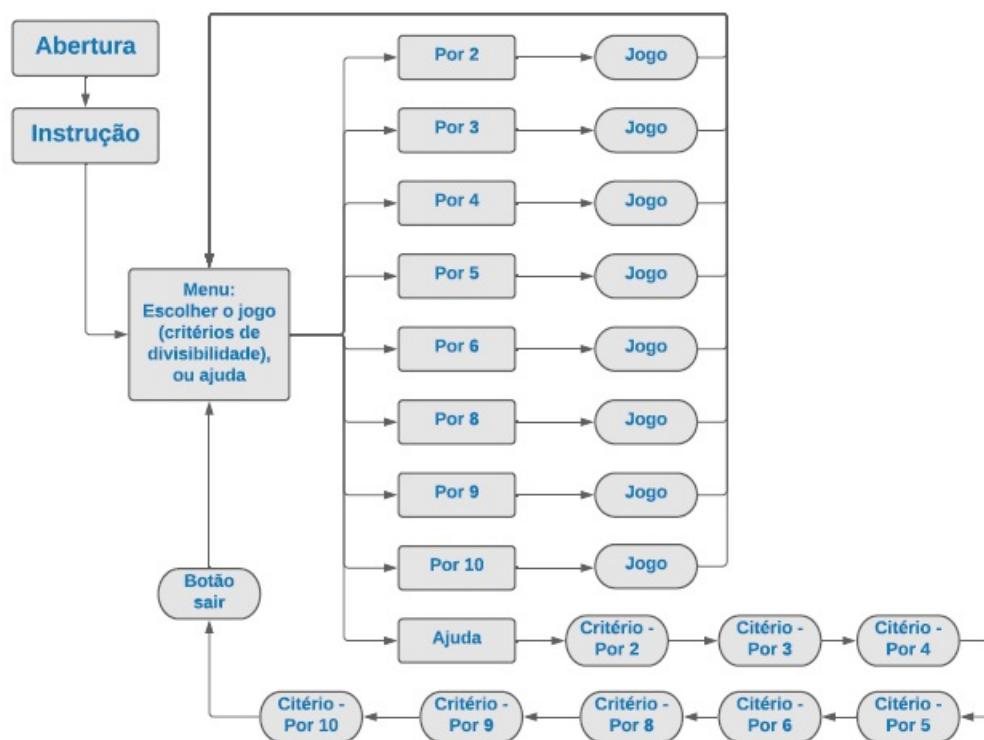 Abertura
Instrução
Menu:
Escolher o jogo
(critérios de
divisibilidade),
ou ajuda
Por 2
Jogo
Por 3
Jogo
Por 4
Jogo
Por 5
Jogo
Por 6
Jogo
Por 8
Jogo
Por 9
Jogo
Por 10
Jogo
Ajuda
Critério -
Por 2
Citério -
Por 3
Citério -
Por 4
Citério -
Por 5
Citério -
Por 6
Citério -
Por 8
Citério -
Por 9
Citério -
Por 10
Botão
sair